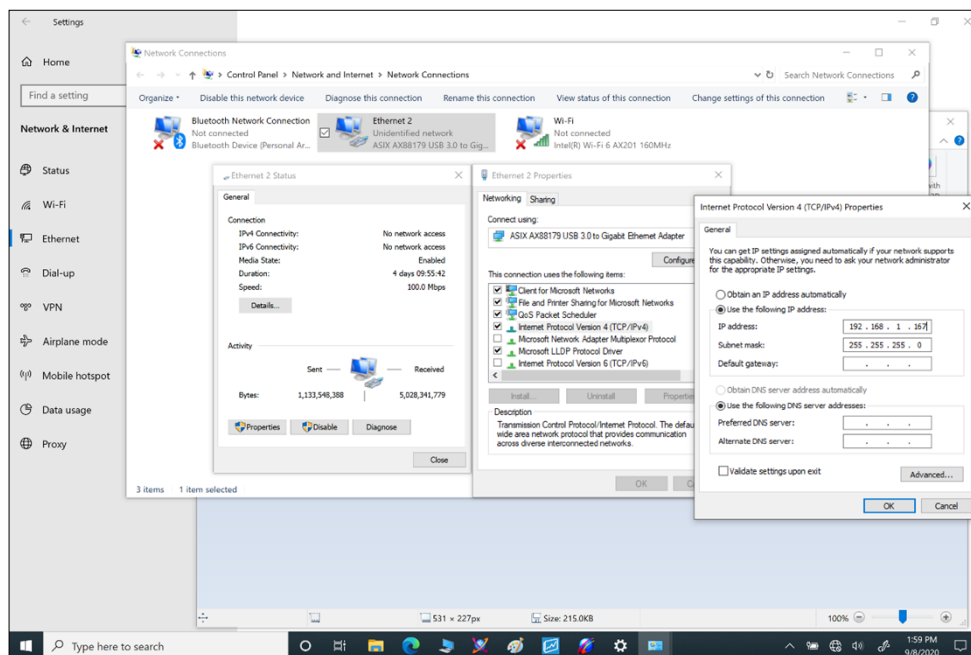 Settings
Home
Find a setting
Network & Internet
Status
Wi-Fi
Ethernet
Dial-up
VPN
Airplane mode
Mobile hotspot
Data usage
Proxy
Network Connections
Control Panel > Network and Internet > Network Connections
Search Network Connections
Organize
Disable this network device
Diagnose this connection
Rename this connection
View status of this connection
Change settings of this connection
Bluetooth Network Connection
Not connected
Bluetooth Device (Personal Ar...
Ethernet 2
Unidentified network
ASIX AX88179 USB 3.0 to Gig...
Wi-Fi
Not connected
Intel(R) Wi-Fi 6 AX201 160MHz
Ethernet 2 Status
General
Connection
IPv4 Connectivity: No network access
IPv6 Connectivity: No network access
Media State: Enabled
Duration: 4 days 09:55:42
Speed: 100.0 Mbps
Details...
Activity
Sent — Received
Bytes: 1,133,548,388 | 5,028,341,779
Properties
Disable
Diagnose
Close
3 items
1 item selected
Ethernet 2 Properties
Networking
Sharing
Connect using:
ASIX AX88179 USB 3.0 to Gigabit Ethernet Adapter
Configure
This connection uses the following items:
Client for Microsoft Networks
File and Printer Sharing for Microsoft Networks
QoS Packet Scheduler
Internet Protocol Version 4 (TCP/IPv4)
Microsoft Network Adapter Multiplexor Protocol
Microsoft LLDP Protocol Driver
Internet Protocol Version 6 (TCP/IPv6)
Install...
Uninstall
Propertie
Description
Transmission Control Protocol/Internet Protocol. The defau
wide area network protocol that provides communication
across diverse interconnected networks.
OK
Ca
Internet Protocol Version 4 (TCP/IPv4) Properties
General
You can get IP settings assigned automatically if your network supports
this capability. Otherwise, you need to ask your network administrator
for the appropriate IP settings.
Obtain an IP address automatically
Use the following IP address:
IP address: 192 . 168 . 1 . 167
Subnet mask: 255 . 255 . 255 . 0
Default gateway: . . .
Obtain DNS server address automatically
Use the following DNS server addresses:
Preferred DNS server: . . .
Alternate DNS server: . . .
Validate settings upon exit
Advanced...
OK
Cancel
531 × 227px
Size: 215.0KB
100%
Type here to search
1:59 PM
9/8/2020